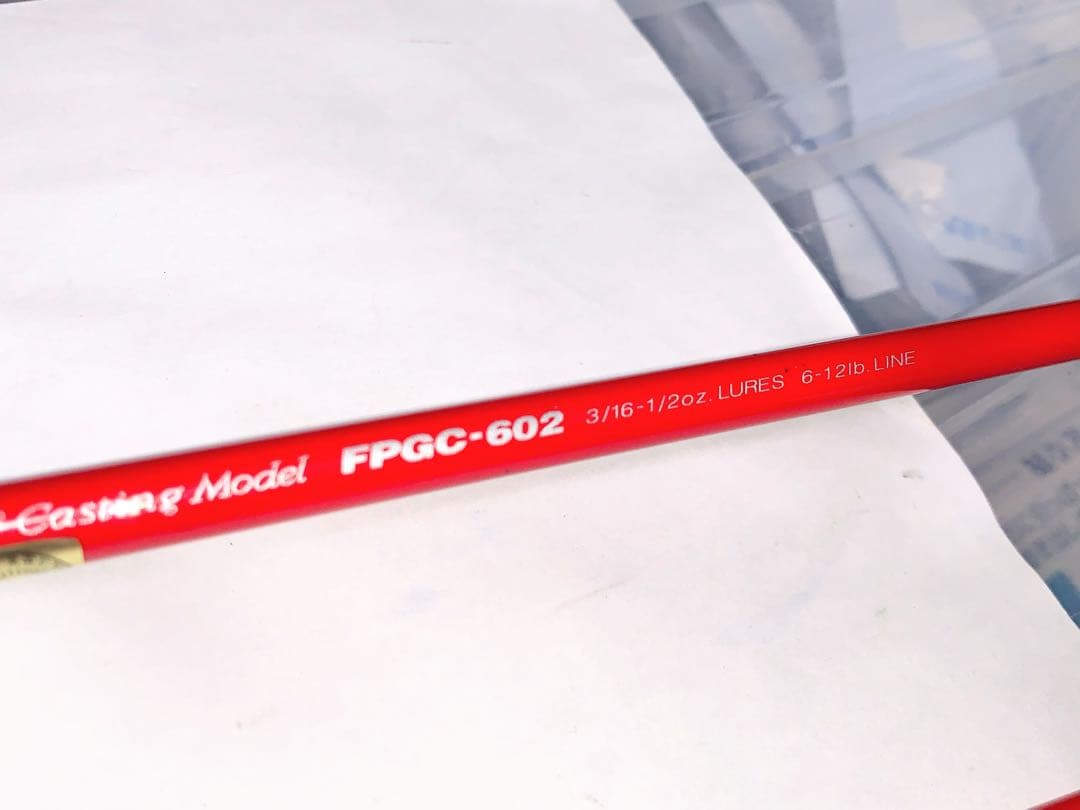 Casting Model FPGC-602 3/16-1/2oz. LURES 6-12lb. LINE